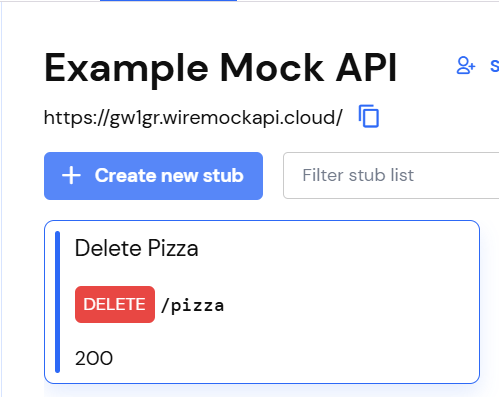 Example Mock API
https://gw1gr.wiremockapi.cloud/
Create new stub
Filter stub list
Delete Pizza
DELETE /pizza
200